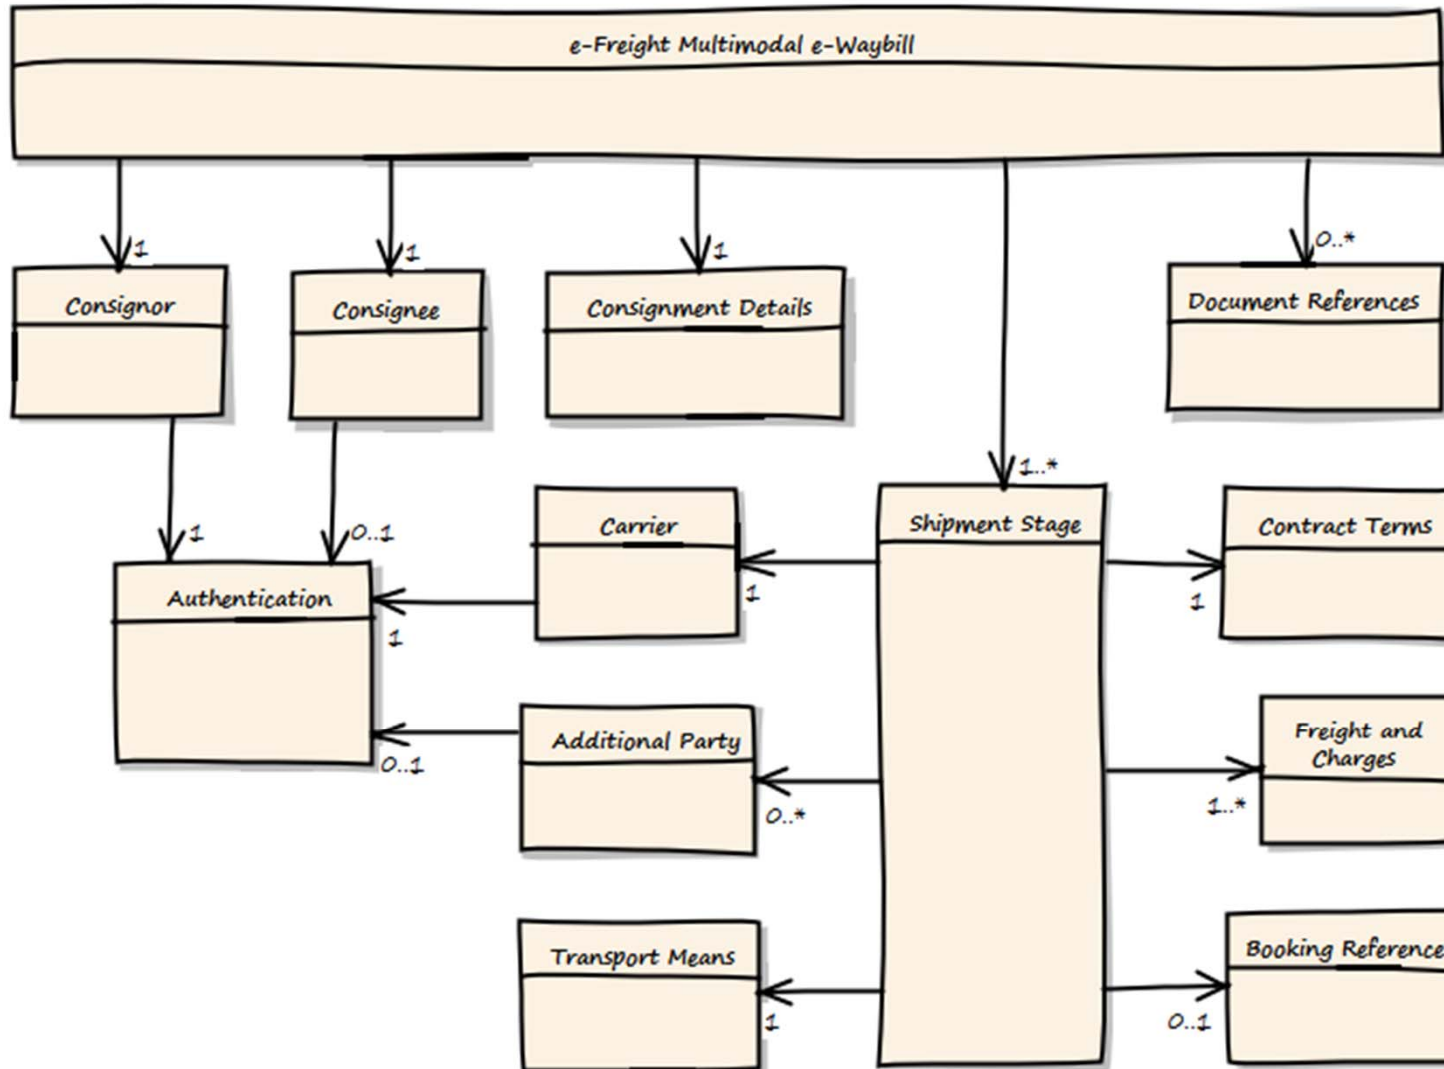 e-Freight Multimodal e-Waybill
1
1
1
0..*
Consignor
Consignee
Consignment Details
Document References
1..*
1
0..1
Carrier
Shipment Stage
Contract Terms
Authentication
1
1
1
Additional Party
Freight and
Charges
0..1
0..*
1..*
Transport Means
Booking Reference
1
0..1